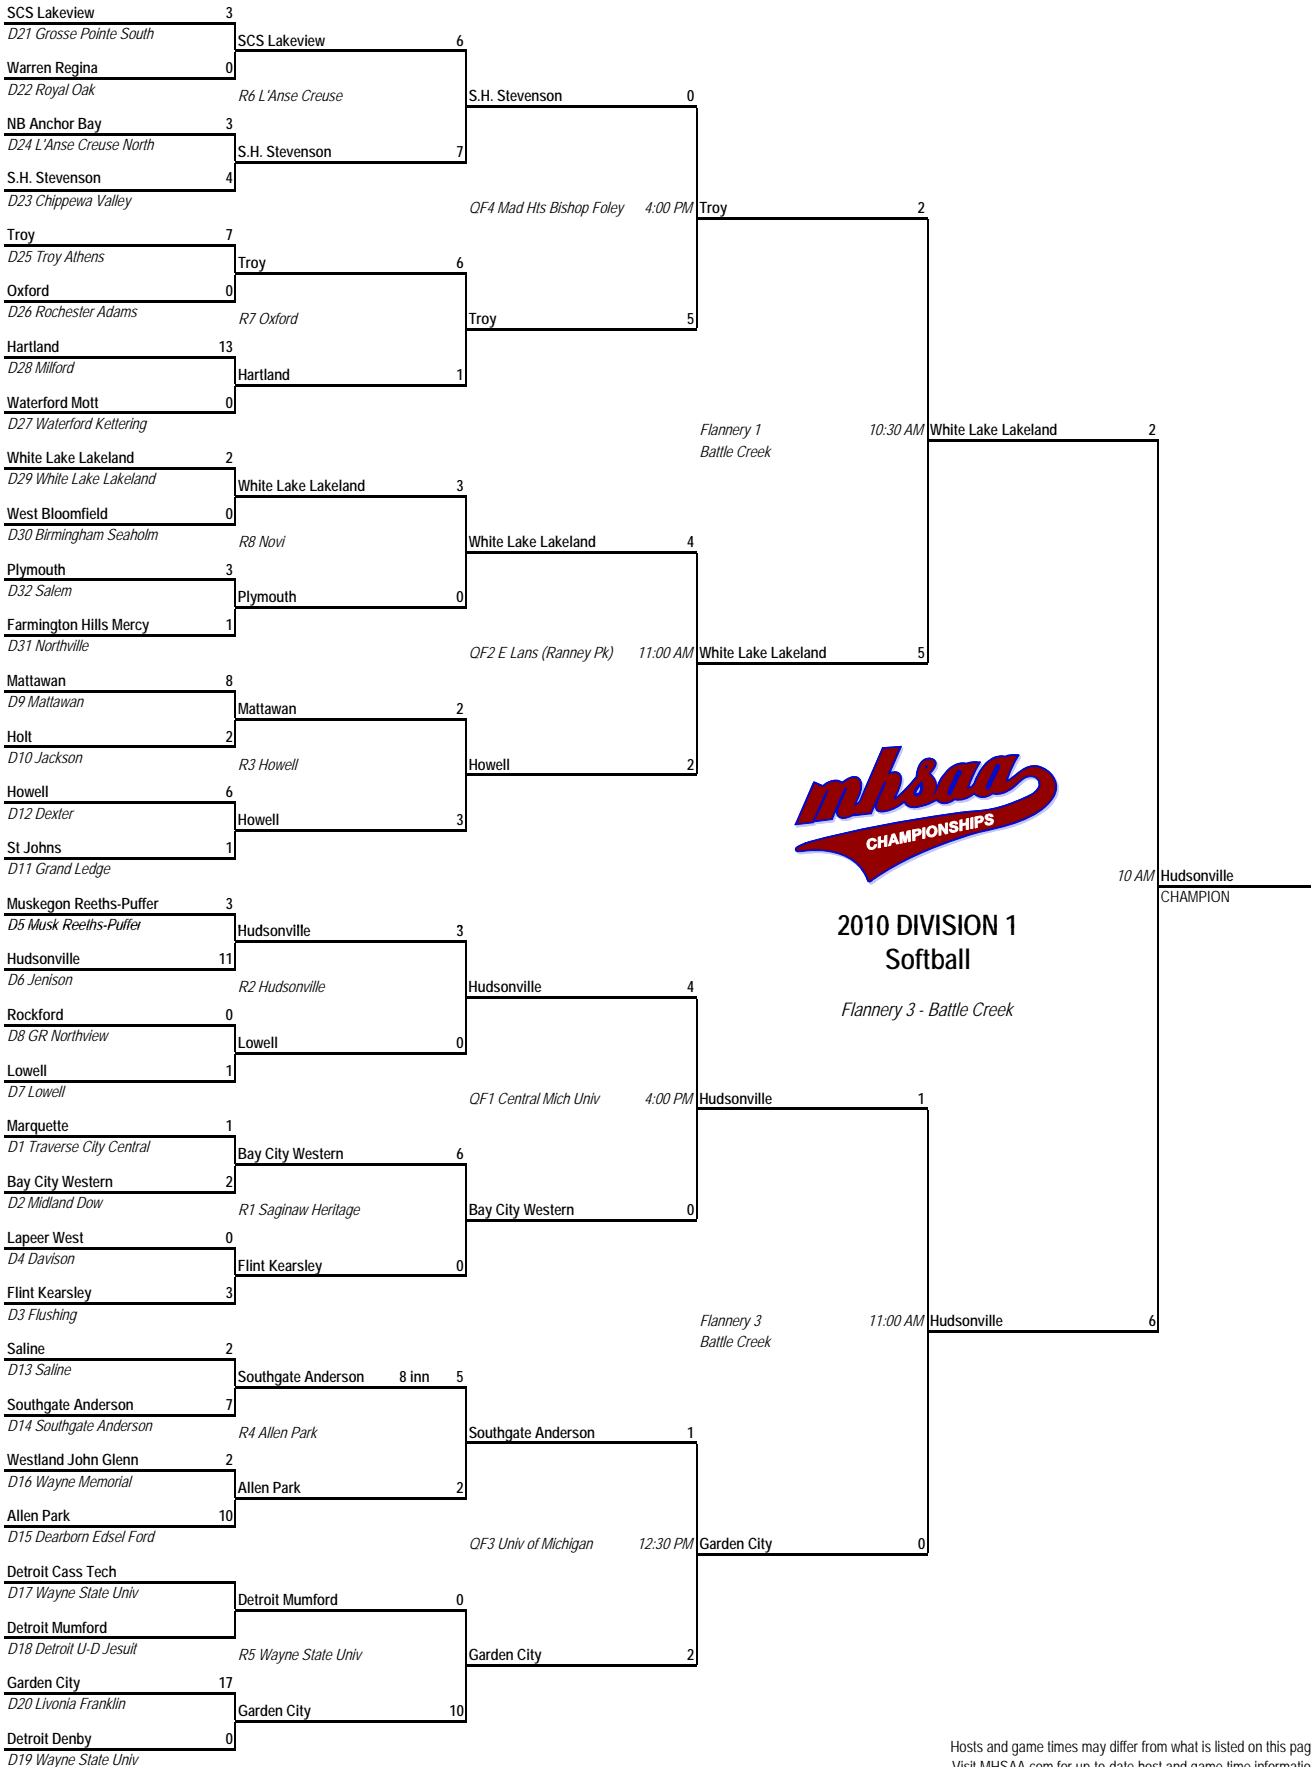 SCS Lakeview 3
D21 Grosse Pointe South
SCS Lakeview 6
Warren Regina 0
D22 Royal Oak
R6 L'Anse Creuse
S.H. Stevenson 0
NB Anchor Bay 3
D24 L'Anse Creuse North
S.H. Stevenson 7
S.H. Stevenson 4
D23 Chippewa Valley
QF4 Mad Hts Bishop Foley 4:00 PM Troy 2
Troy 7
D25 Troy Athens
Troy 6
Oxford 0
D26 Rochester Adams
R7 Oxford
Troy 5
Hartland 13
D28 Milford
Hartland 1
Waterford Mott 0
D27 Waterford Kettering
Flannery 1 10:30 AM White Lake Lakeland 2
Battle Creek
White Lake Lakeland 2
D29 White Lake Lakeland
White Lake Lakeland 3
West Bloomfield 0
D30 Birmingham Seaholm
R8 Novi
White Lake Lakeland 4
Plymouth 3
D32 Salem
Plymouth 0
Farmington Hills Mercy 1
D31 Northville
QF2 E Lans (Ranney Pk) 11:00 AM White Lake Lakeland 5
Mattawan 8
D9 Mattawan
Mattawan 2
Holt 2
D10 Jackson
R3 Howell
Howell 2
Howell 6
D12 Dexter
Howell 3
St Johns 1
D11 Grand Ledge
mhsaa
CHAMPIONSHIPS
10 AM Hudsonville
CHAMPION
2010 DIVISION 1
Softball
Flannery 3 - Battle Creek
Muskegon Reeths-Puffer 3
D5 Musk Reeths-Puffer
Hudsonville 3
Hudsonville 11
D6 Jenison
R2 Hudsonville
Hudsonville 4
Rockford 0
D8 GR Northview
Lowell 0
Lowell 1
D7 Lowell
QF1 Central Mich Univ 4:00 PM Hudsonville 1
Marquette 1
D1 Traverse City Central
Bay City Western 6
Bay City Western 2
D2 Midland Dow
R1 Saginaw Heritage
Bay City Western 0
Lapeer West 0
D4 Davison
Flint Kearsley 0
Flint Kearsley 3
D3 Flushing
Flannery 3 11:00 AM Hudsonville 6
Battle Creek
Saline 2
D13 Saline
Southgate Anderson 8 inn 5
Southgate Anderson 7
D14 Southgate Anderson
R4 Allen Park
Southgate Anderson 1
Westland John Glenn 2
D16 Wayne Memorial
Allen Park 2
Allen Park 10
D15 Dearborn Edsel Ford
QF3 Univ of Michigan 12:30 PM Garden City 0
Detroit Cass Tech
D17 Wayne State Univ
Detroit Mumford 0
Detroit Mumford
D18 Detroit U-D Jesuit
R5 Wayne State Univ
Garden City 2
Garden City 17
D20 Livonia Franklin
Garden City 10
Detroit Denby 0
D19 Wayne State Univ
Hosts and game times may differ from what is listed on this pag
Visit MHSAA.com for up-to-date host and game time informatio